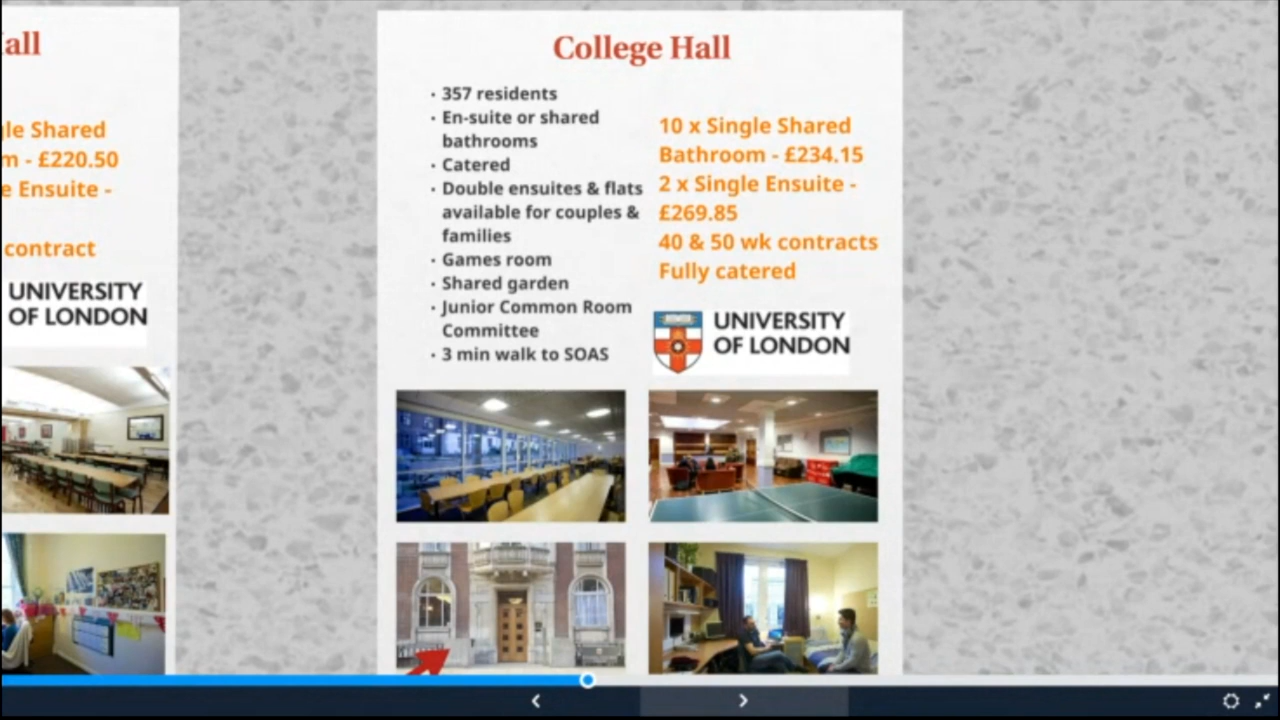 all
gle Shared
m - £220.50
e Ensuite -
contract
UNIVERSITY
OF LONDON
College Hall
· 357 residents
· En-suite or shared
bathrooms
· Catered
· Double ensuites & flats
available for couples &
families
· Games room
· Shared garden
· Junior Common Room
Committee
· 3 min walk to SOAS
10 x Single Shared
Bathroom - £234.15
2 x Single Ensuite -
£269.85
40 & 50 wk contracts
Fully catered
UNIVERSITY
OF LONDON